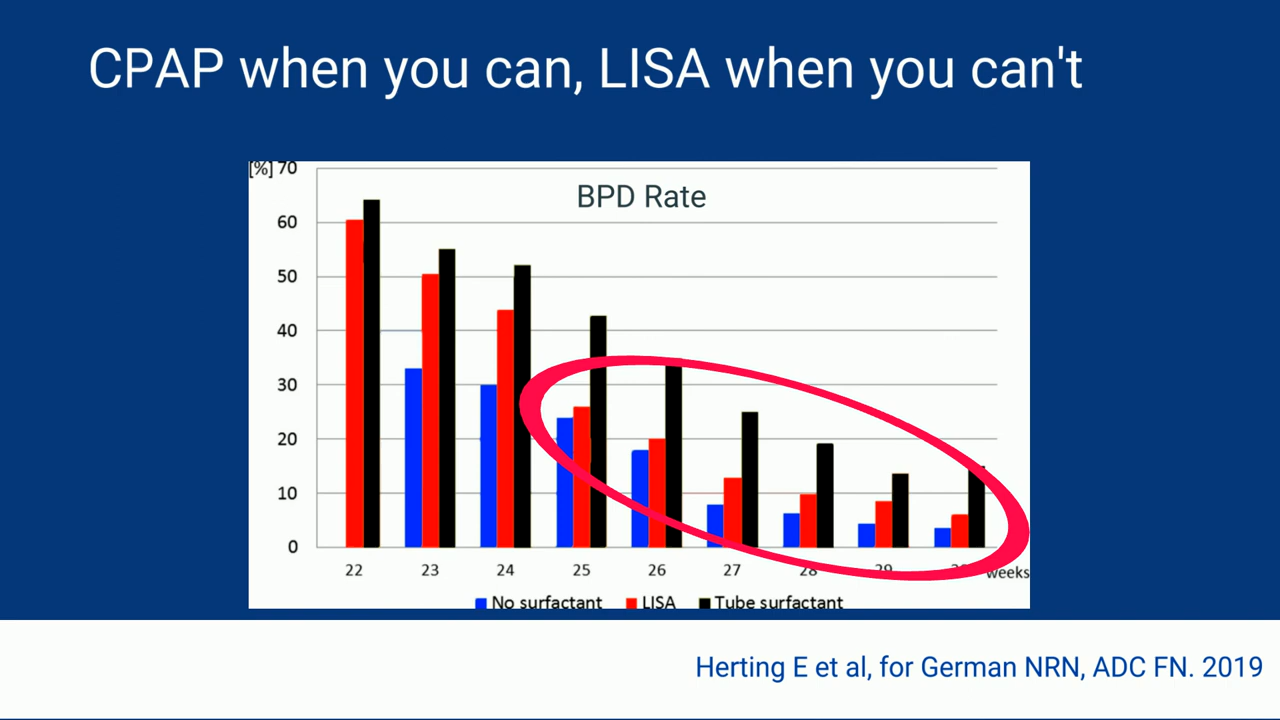 CPAP when you can, LISA when you can't
BPD Rate
[%] 70
60
50
40
30
20
10
0
22 23 24 25 26 27 28 29 weeks
No surfactant LISA Tube surfactant
Herting E et al, for German NRN, ADC FN. 2019